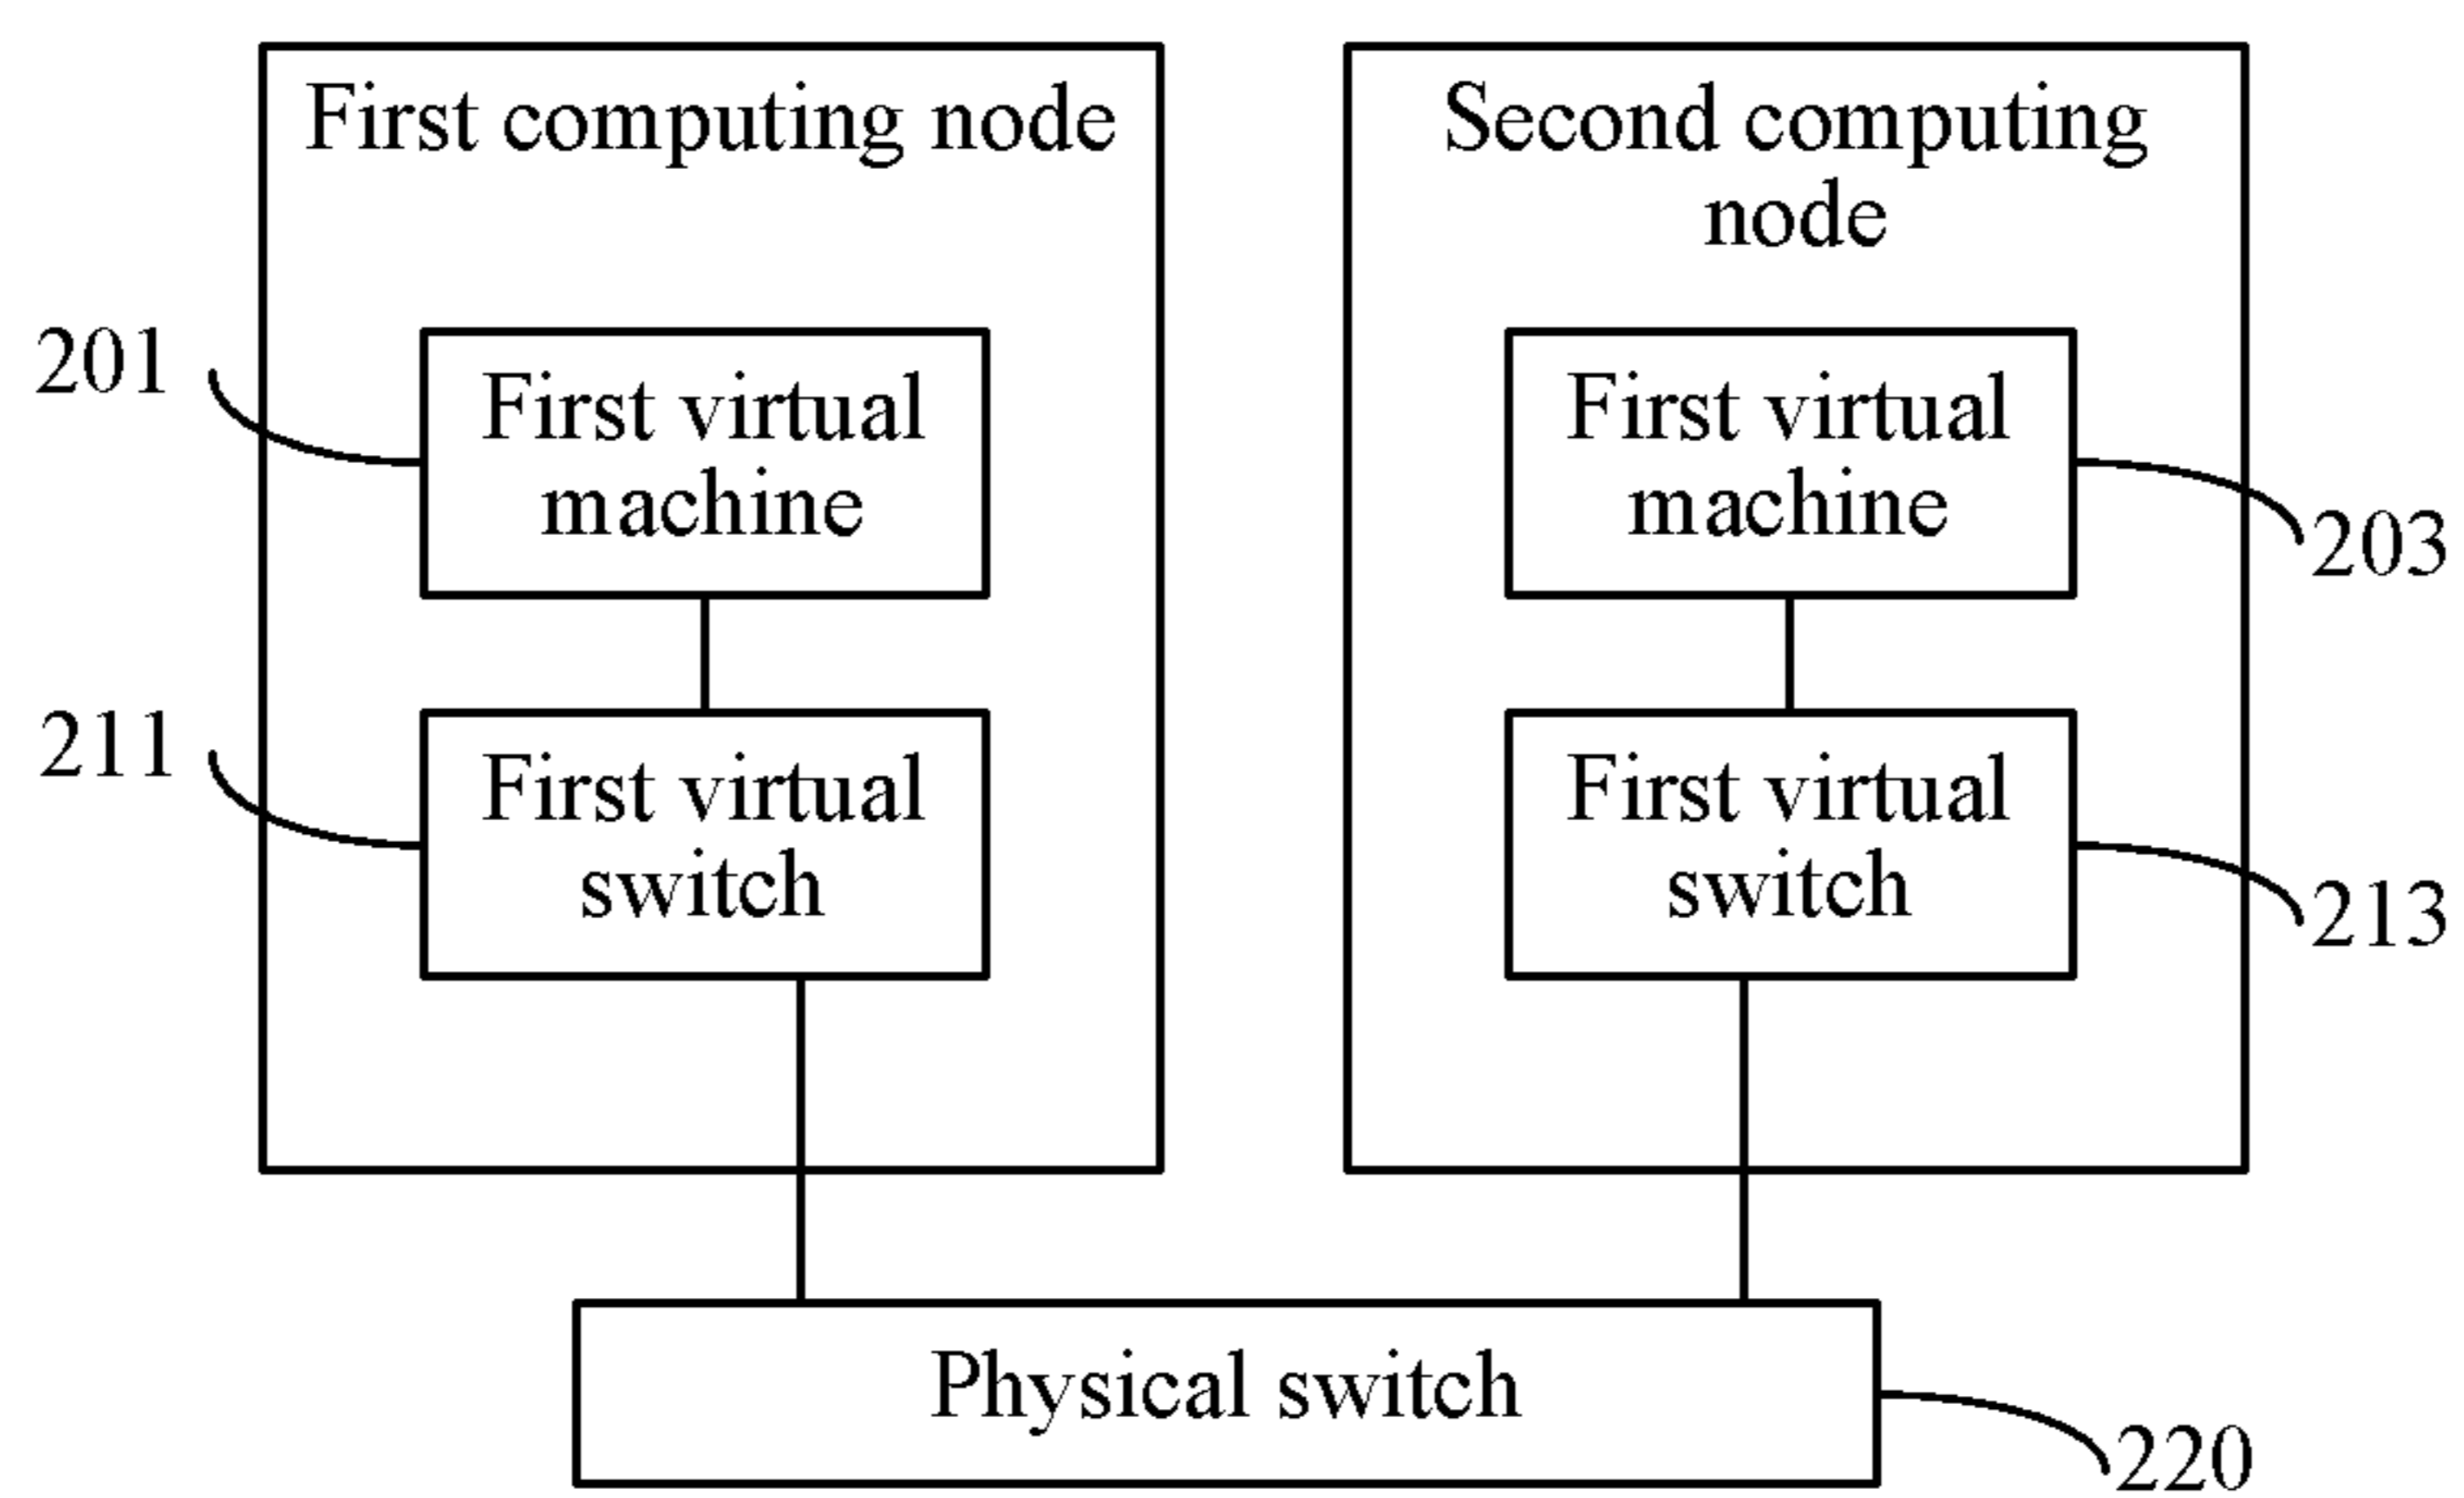 First computing node
Second computing
node
201
First virtual
machine
First virtual
machine
203
211
First virtual
switch
First virtual
switch
213
Physical switch
220